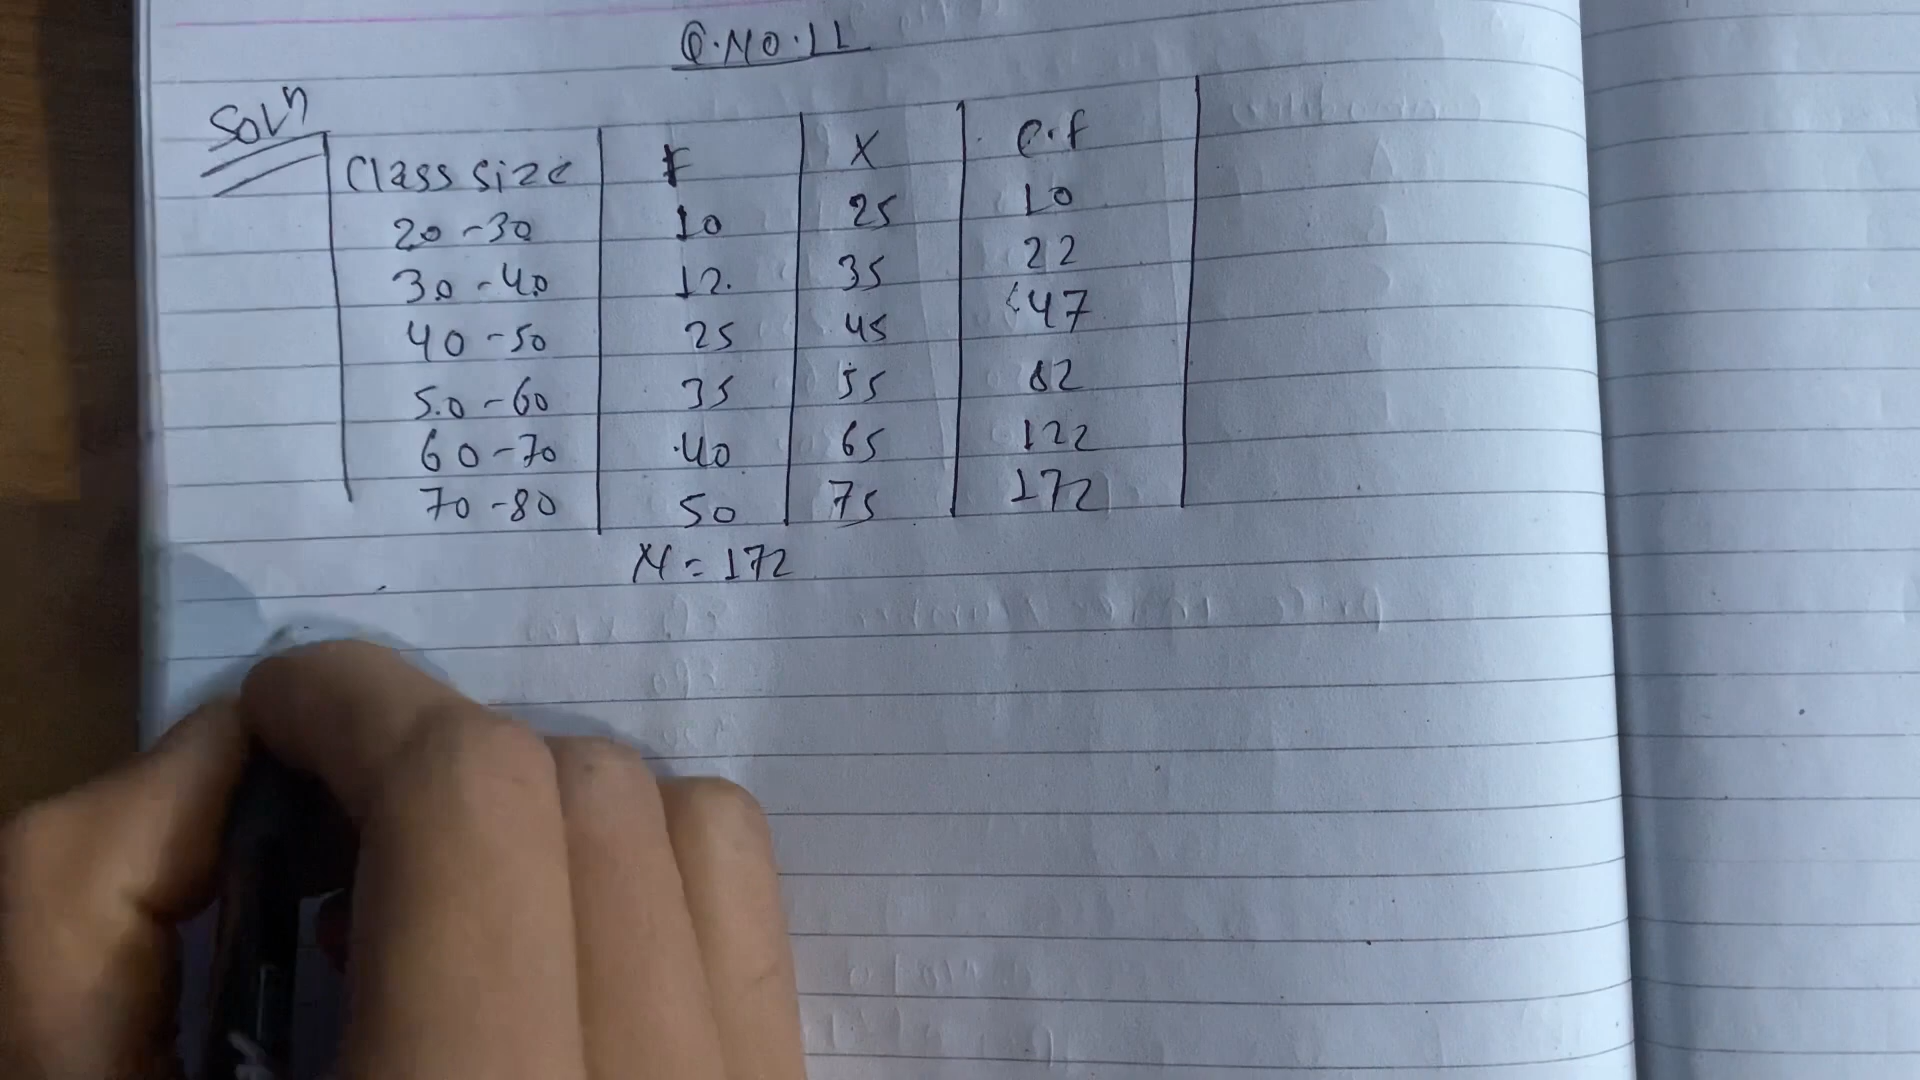 Q.NO.11
Solⁿ
Class size F X c.f
20-30 10 25 10
30-40 12 35 22
40-50 25 45 47
50-60 35 55 82
60-70 40 65 122
70-80 50 75 172
N = 172